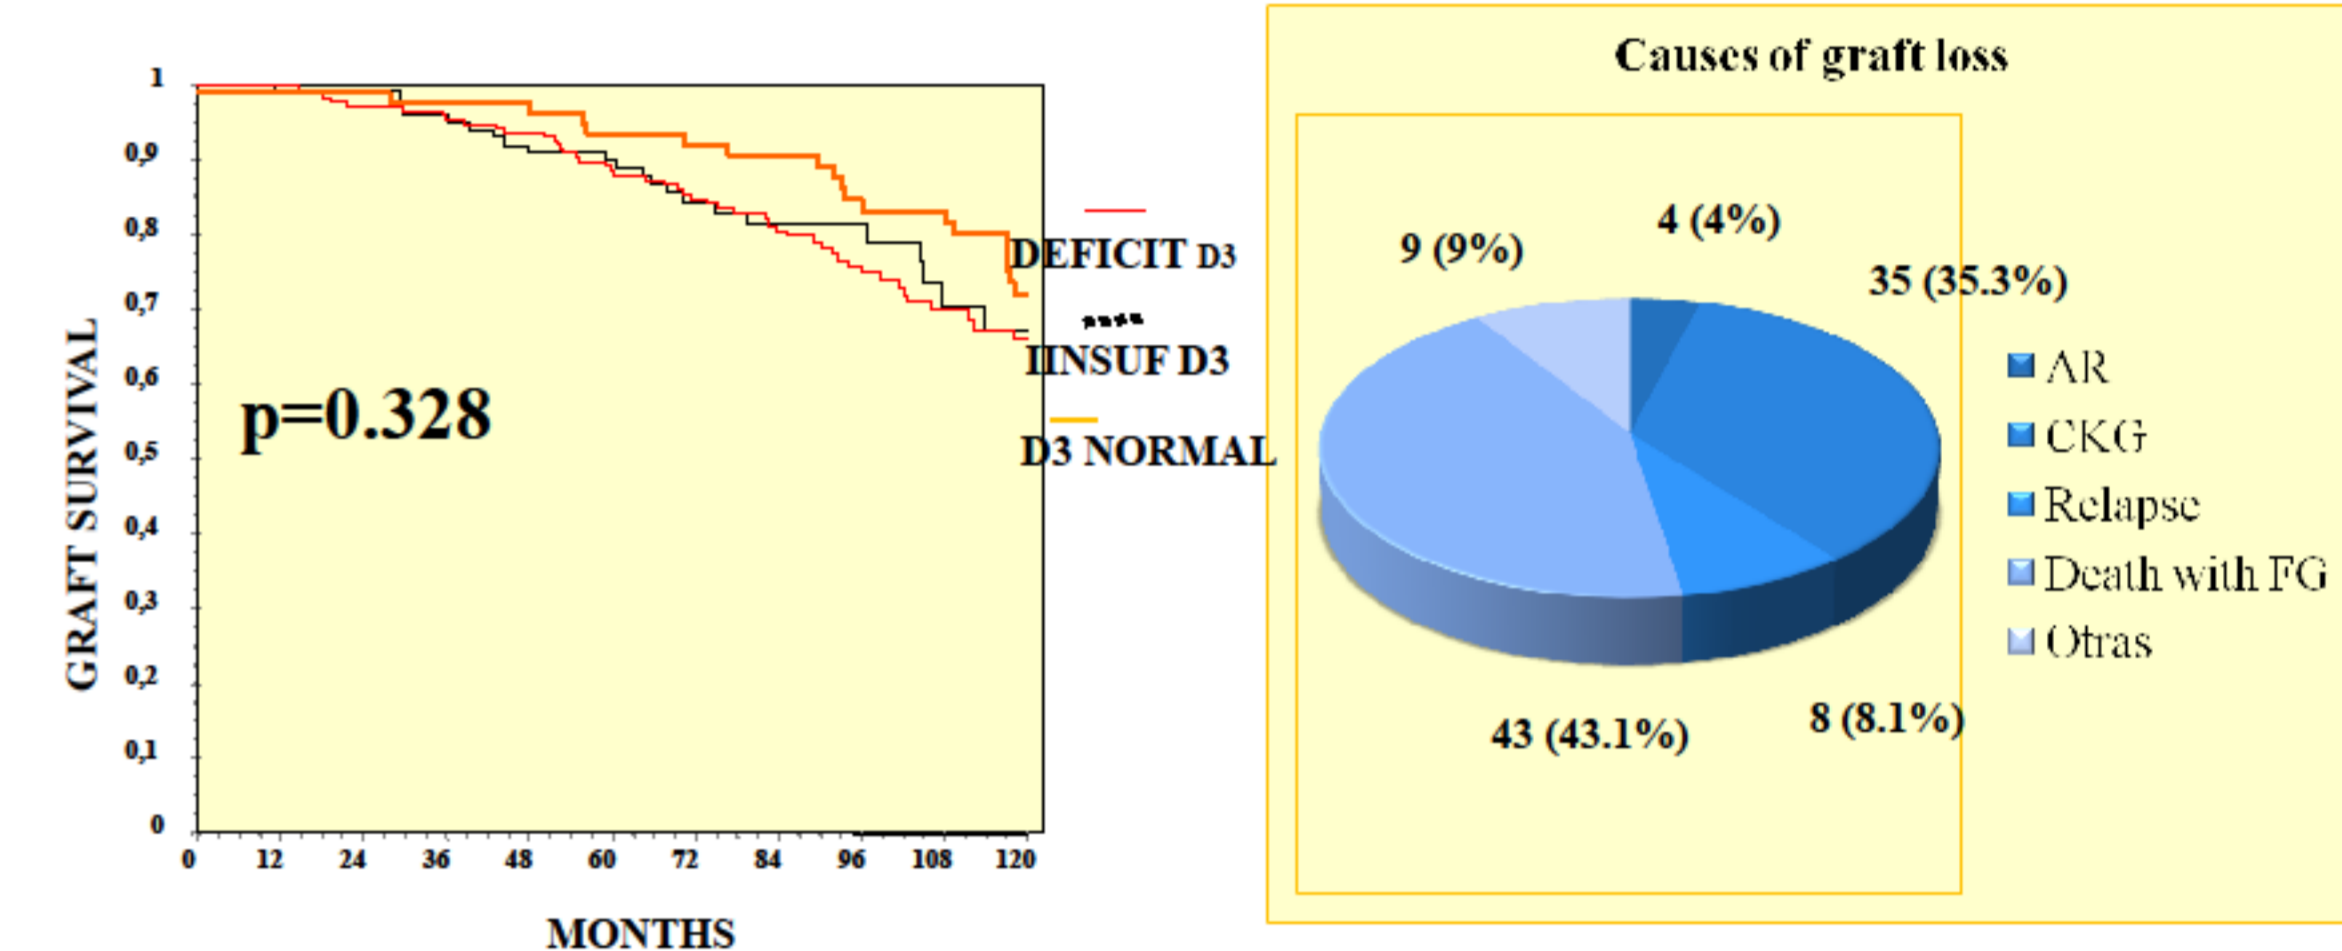 1
0,9
0,8
0,7
0,6
0,5
0,4
0,3
0,2
0,1
0
GRAFT SURVIVAL
p=0.328
0 12 24 36 48 60 72 84 96 108 120
MONTHS
DEFICIT D3
IINSUF D3
D3 NORMAL
Causes of graft loss
4 (4%)
9 (9%)
35 (35.3%)
43 (43.1%)
8 (8.1%)
AR
CKG
Relapse
Death with FG
Otras